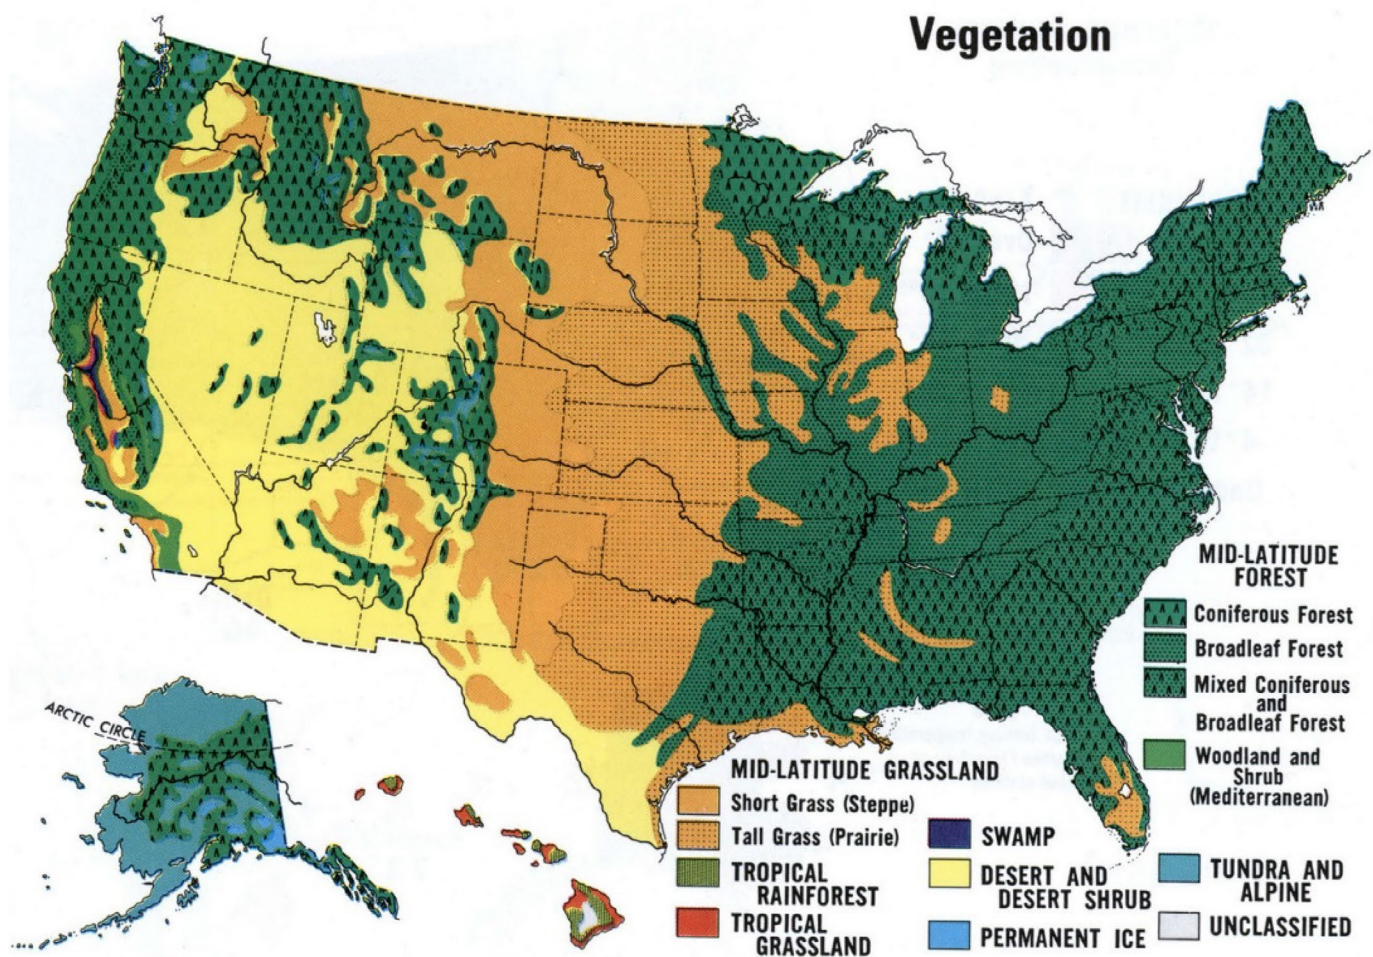 Vegetation
MID-LATITUDE
FOREST
Coniferous Forest
Broadleaf Forest
Mixed Coniferous
and
Broadleaf Forest
Woodland and
Shrub
(Mediterranean)
ARCTIC CIRCLE
MID-LATITUDE GRASSLAND
Short Grass (Steppe)
Tall Grass (Prairie)
TROPICAL
RAINFOREST
TROPICAL
GRASSLAND
SWAMP
DESERT AND
DESERT SHRUB
PERMANENT ICE
TUNDRA AND
ALPINE
UNCLASSIFIED